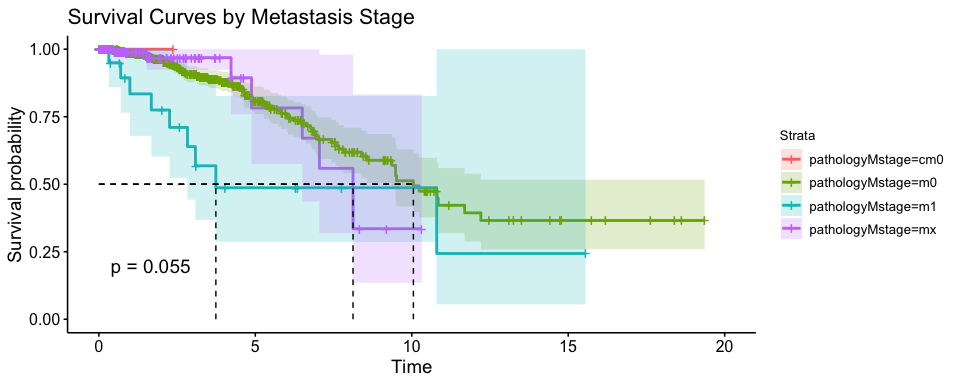 Survival Curves by Metastasis Stage
Survival probability
1.00
0.75
0.50
0.25
0.00
p = 0.055
0 5 10 15 20
Time
Strata
pathologyMstage=cm0
pathologyMstage=m0
pathologyMstage=m1
pathologyMstage=mx